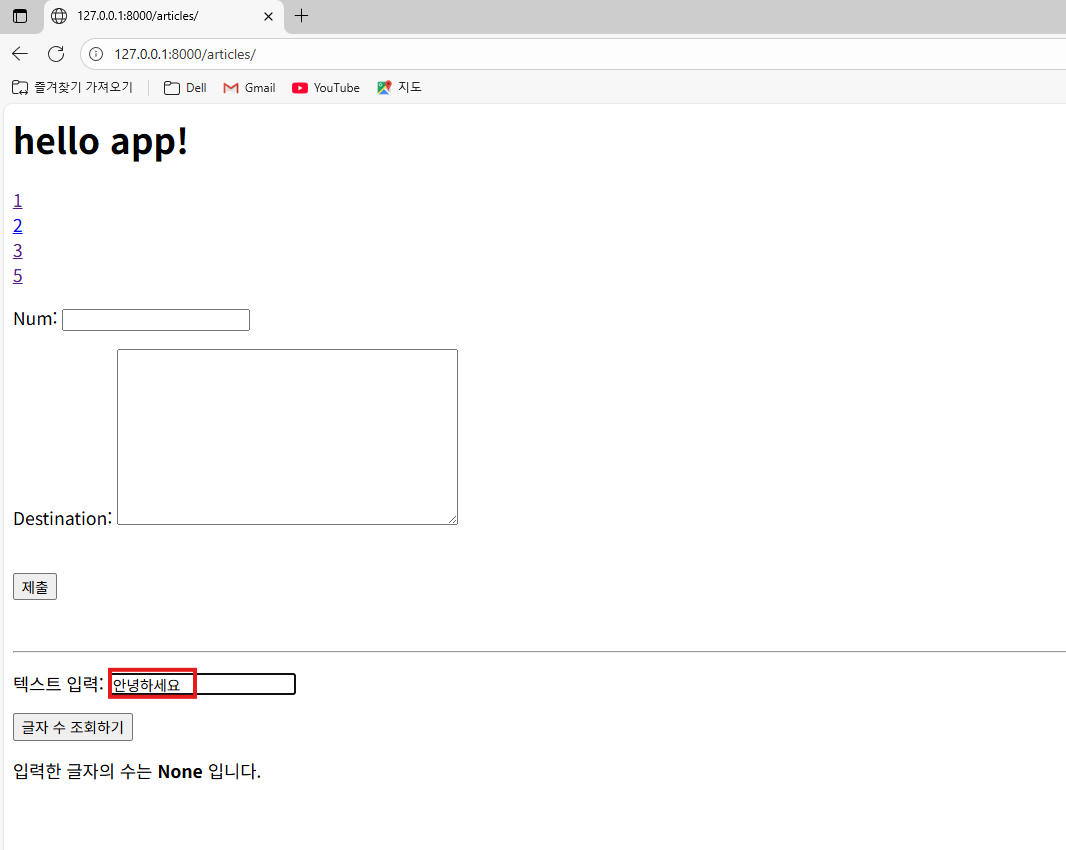 127.0.0.1:8000/articles/
127.0.0.1:8000/articles/
즐겨찾기 가져오기 Dell Gmail YouTube 지도
hello app!
1
2
3
5
Num:
Destination:
제출
텍스트 입력: 안녕하세요
글자 수 조회하기
입력한 글자의 수는 None 입니다.